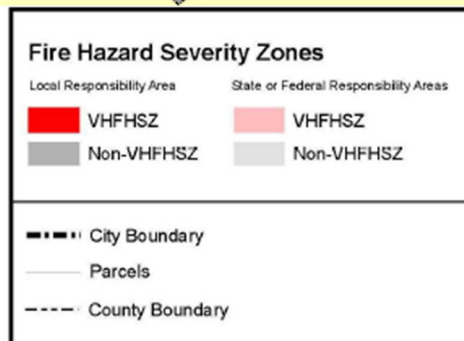 Fire Hazard Severity Zones
Local Responsibility Area State or Federal Responsibility Areas
VHFHSZ VHFHSZ
Non-VHFHSZ Non-VHFHSZ
City Boundary
Parcels
County Boundary